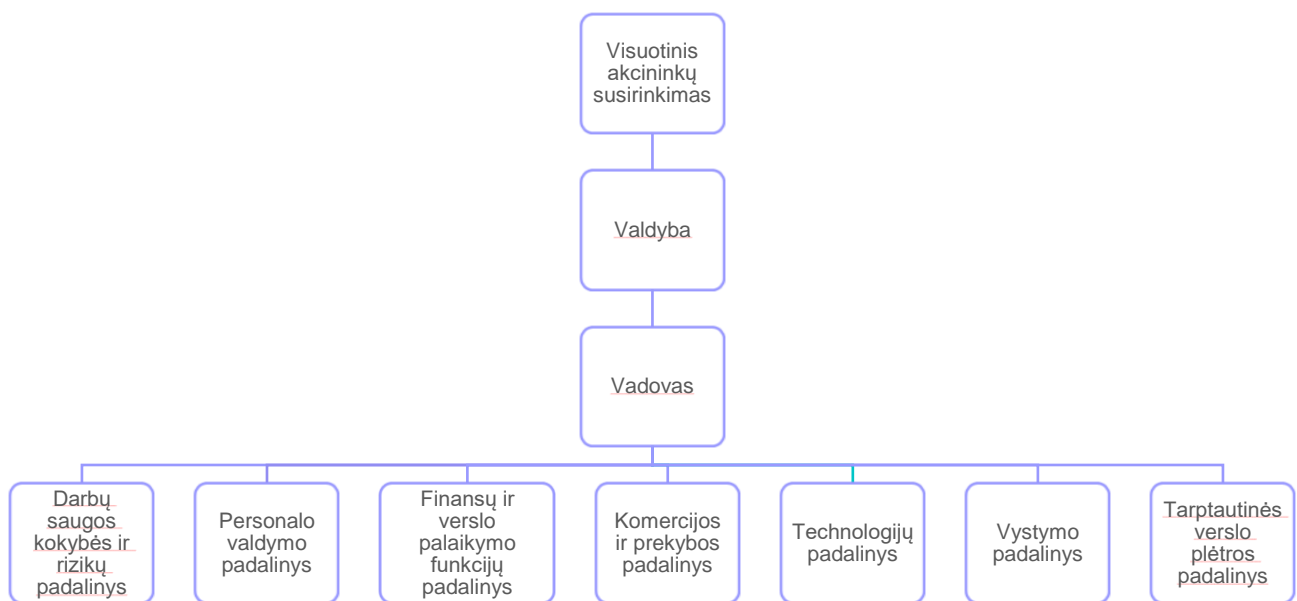 Visuotinis
akcininkų
susirinkimas
Valdyba
Vadovas
Darbų
saugos
kokybės ir
rizikų
padalinys
Personalo
valdymo
padalinys
Finansų ir
verslo
palaikymo
funkcijų
padalinys
Komercijos
ir prekybos
padalinys
Technologijų
padalinys
Vystymo
padalinys
Tarptautinės
verslo
plėtros
padalinys